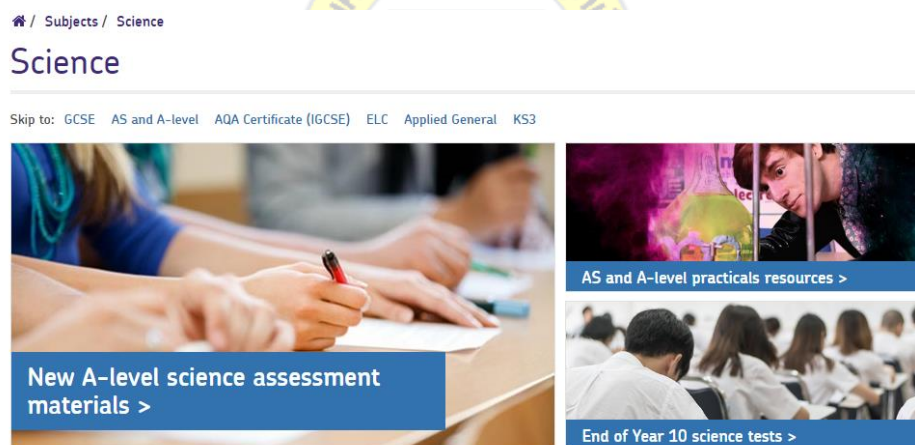 / Subjects / Science
Science
Skip to: GCSE AS and A-level AQA Certificate (IGCSE) ELC Applied General KS3
New A-level science assessment
materials >
AS and A-level practicals resources >
End of Year 10 science tests >